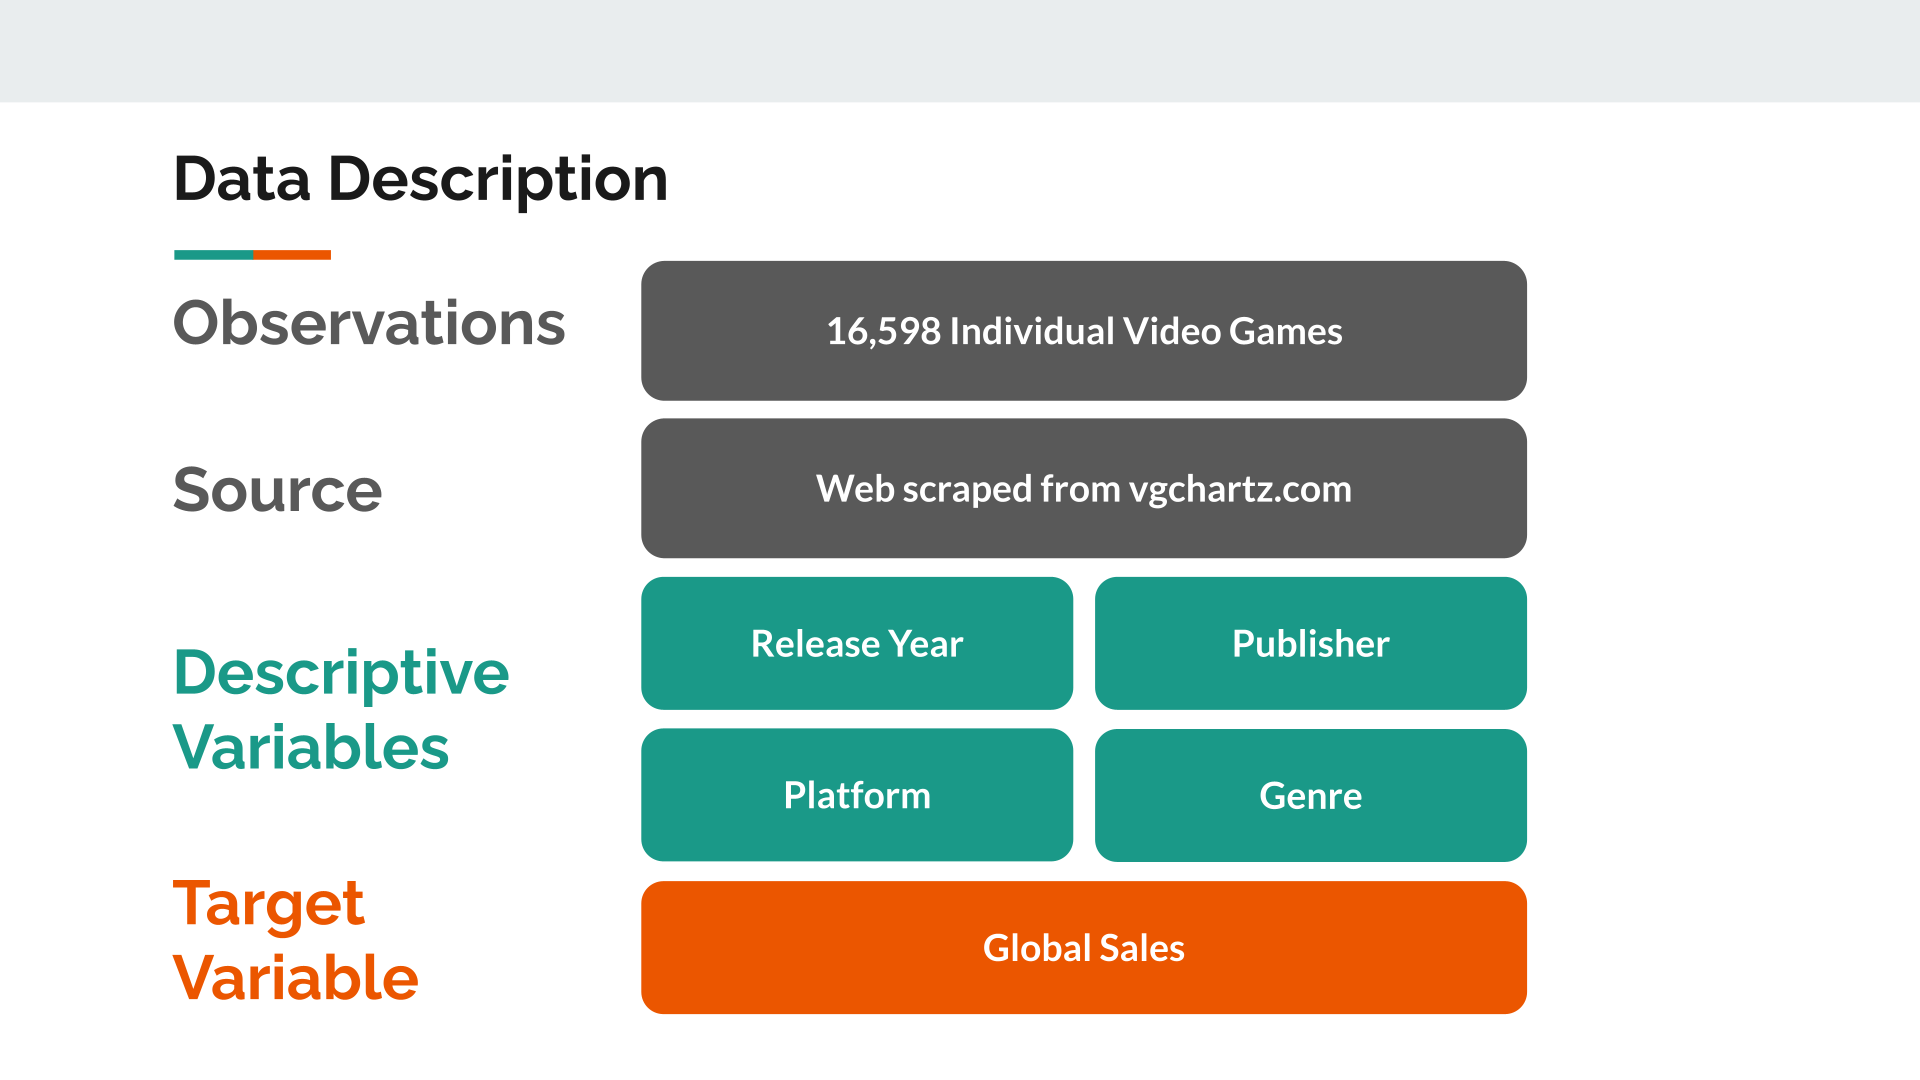 Data Description
Observations
16,598 Individual Video Games
Source
Web scraped from vgchartz.com
Descriptive
Variables
Release Year
Publisher
Platform
Genre
Target
Variable
Global Sales